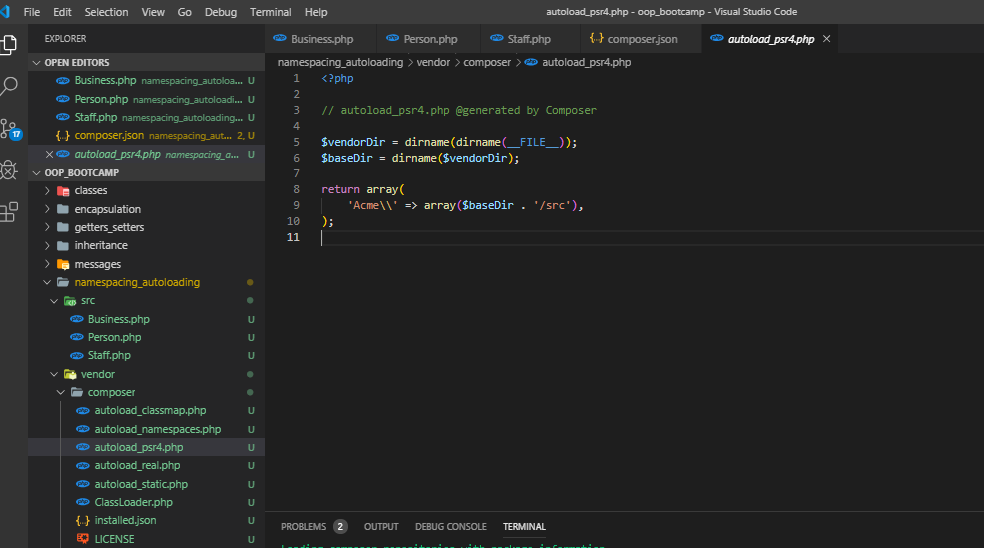 File Edit Selection View Go Debug Terminal Help
autoload_psr4.php - oop_bootcamp - Visual Studio Code
EXPLORER
OPEN EDITORS
Business.php namespacing_autoloa... U
Person.php namespacing_autoloadi... U
Staff.php namespacing_autoloading... U
{..} composer.json namespacing_aut... 2, U
autoload_psr4.php namespacing_a... U
OOP_BOOTCAMP
classes
encapsulation
getters_setters
inheritance
messages
namespacing_autoloading
src
Business.php U
Person.php U
Staff.php U
vendor
composer
autoload_classmap.php U
autoload_namespaces.php U
autoload_psr4.php U
autoload_real.php U
autoload_static.php U
ClassLoader.php U
{..} installed.json U
LICENSE U
17
Business.php Person.php Staff.php {..} composer.json autoload_psr4.php
namespacing_autoloading > vendor > composer > autoload_psr4.php
1 <?php
2
3 // autoload_psr4.php @generated by Composer
4
5 $vendorDir = dirname(dirname(__FILE__));
6 $baseDir = dirname($vendorDir);
7
8 return array(
9 'Acme\\' => array($baseDir . '/src'),
10 );
11
PROBLEMS 2 OUTPUT DEBUG CONSOLE TERMINAL
Loading composer repositories with package information